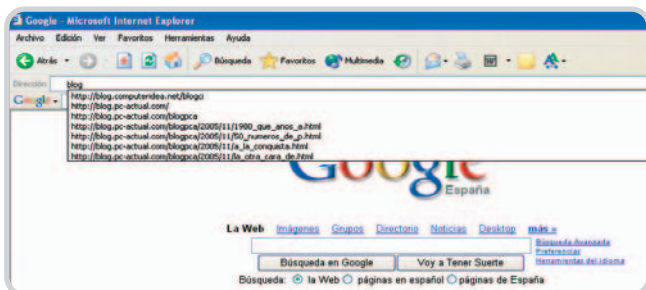 Google - Microsoft Internet Explorer
Archivo Edición Ver Favoritos Herramientas Ayuda
Atrás Búsqueda Favoritos Multimedia
Dirección blog
Google
http://blog.computeridea.net/blogci
http://blog.pc-actual.com/
http://blog.pc-actual.com/blogpca
http://blog.pc-actual.com/blogpca/2005/11/1980_que_anos_a.html
http://blog.pc-actual.com/blogpca/2005/11/50_numeros_de_p.html
http://blog.pc-actual.com/blogpca/2005/11/a_la_conquista.html
http://blog.pc-actual.com/blogpca/2005/11/la_otra_cara_de.html
Google
España
La Web Imágenes Grupos Directorio Noticias Desktop más »
Búsqueda Avanzada
Preferencias
Herramientas del idioma
Búsqueda en Google Voy a Tener Suerte
Búsqueda: la Web páginas en español páginas de España